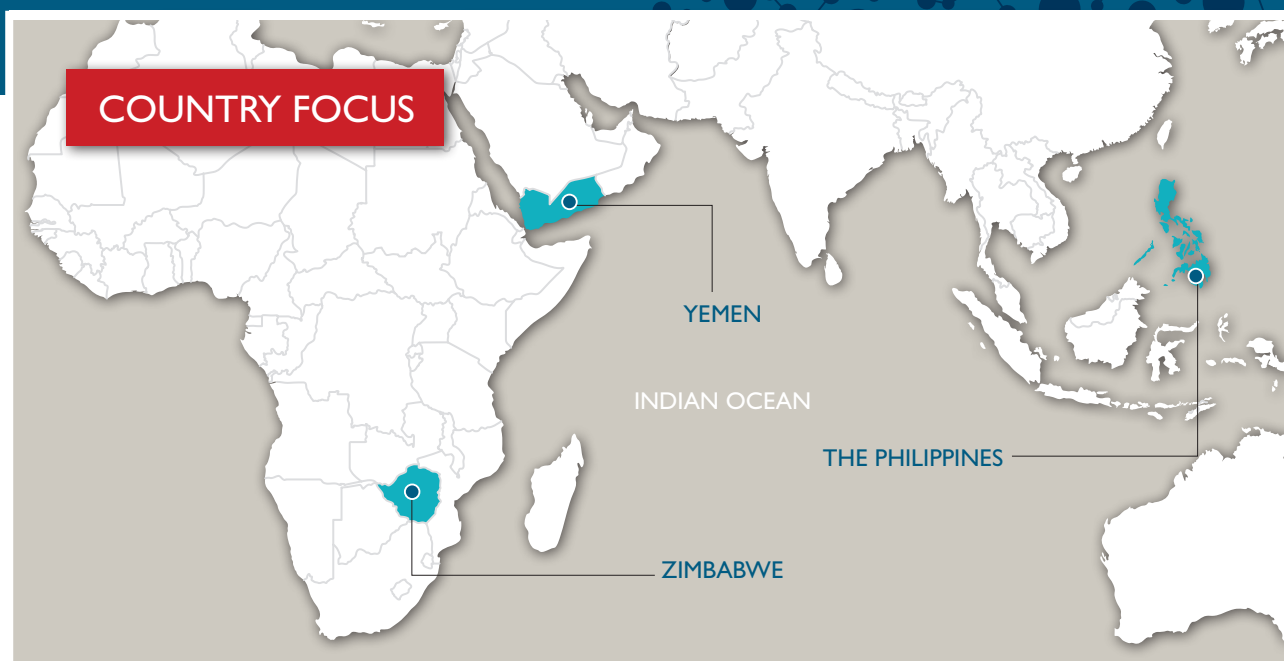 COUNTRY FOCUS
YEMEN
INDIAN OCEAN
THE PHILIPPINES
ZIMBABWE